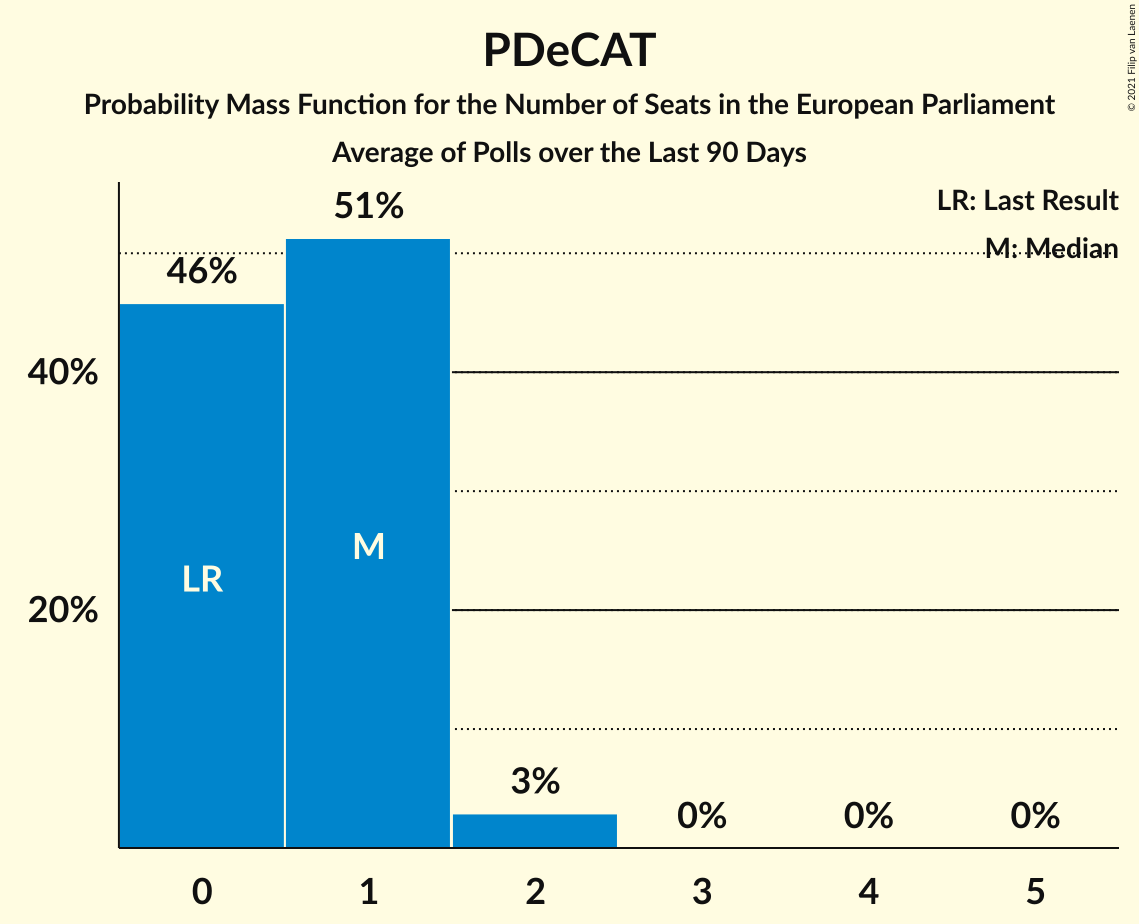 PDeCAT
Probability Mass Function for the Number of Seats in the European Parliament
Average of Polls over the Last 90 Days
© 2021 Filip van Laenen
LR: Last Result
M: Median
51%
46%
40%
M
LR
20%
3%
0%
0%
0%
0
1
2
3
4
5